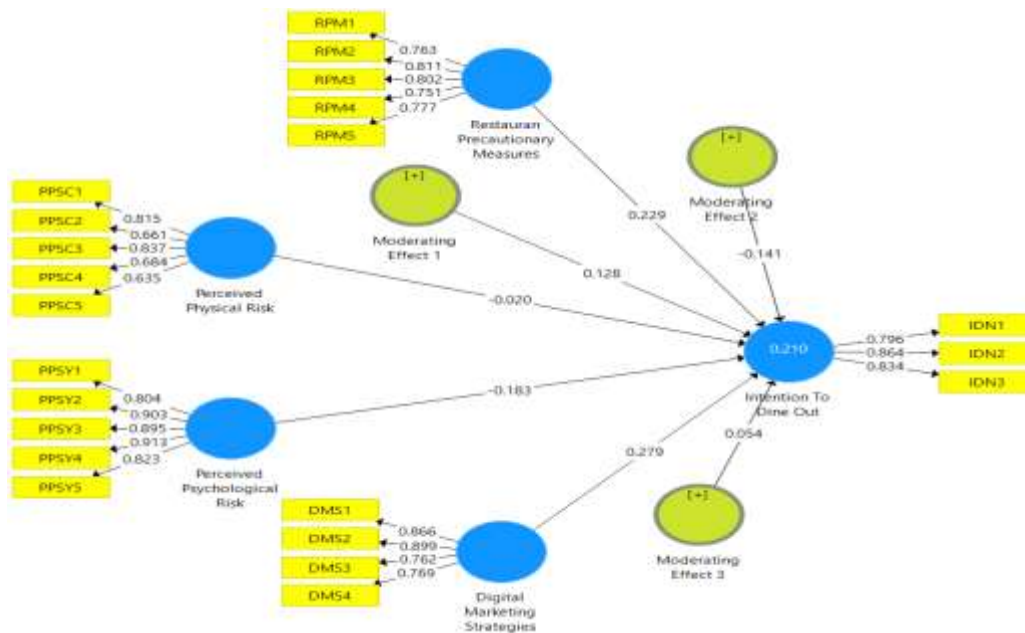 RPM1
RPM2
RPM3
RPM4
RPM5
0.763
0.811
0.802
0.751
0.777
Restauran
Precautionary
Measures
[+]
Moderating
Effect 1
[+]
Moderating
Effect 2
0.229
-0.141
0.128
PPSC1
PPSC2
PPSC3
PPSC4
PPSC5
0.815
0.661
0.837
0.684
0.635
Perceived
Physical Risk
-0.020
0.210
Intention To
Dine Out
0.796
0.864
0.834
IDN1
IDN2
IDN3
PPSY1
PPSY2
PPSY3
PPSY4
PPSY5
0.804
0.903
0.895
0.913
0.823
Perceived
Psychological
Risk
-0.183
0.279
0.054
[+]
Moderating
Effect 3
DMS1
DMS2
DMS3
DMS4
0.866
0.899
0.762
0.769
Digital
Marketing
Strategies